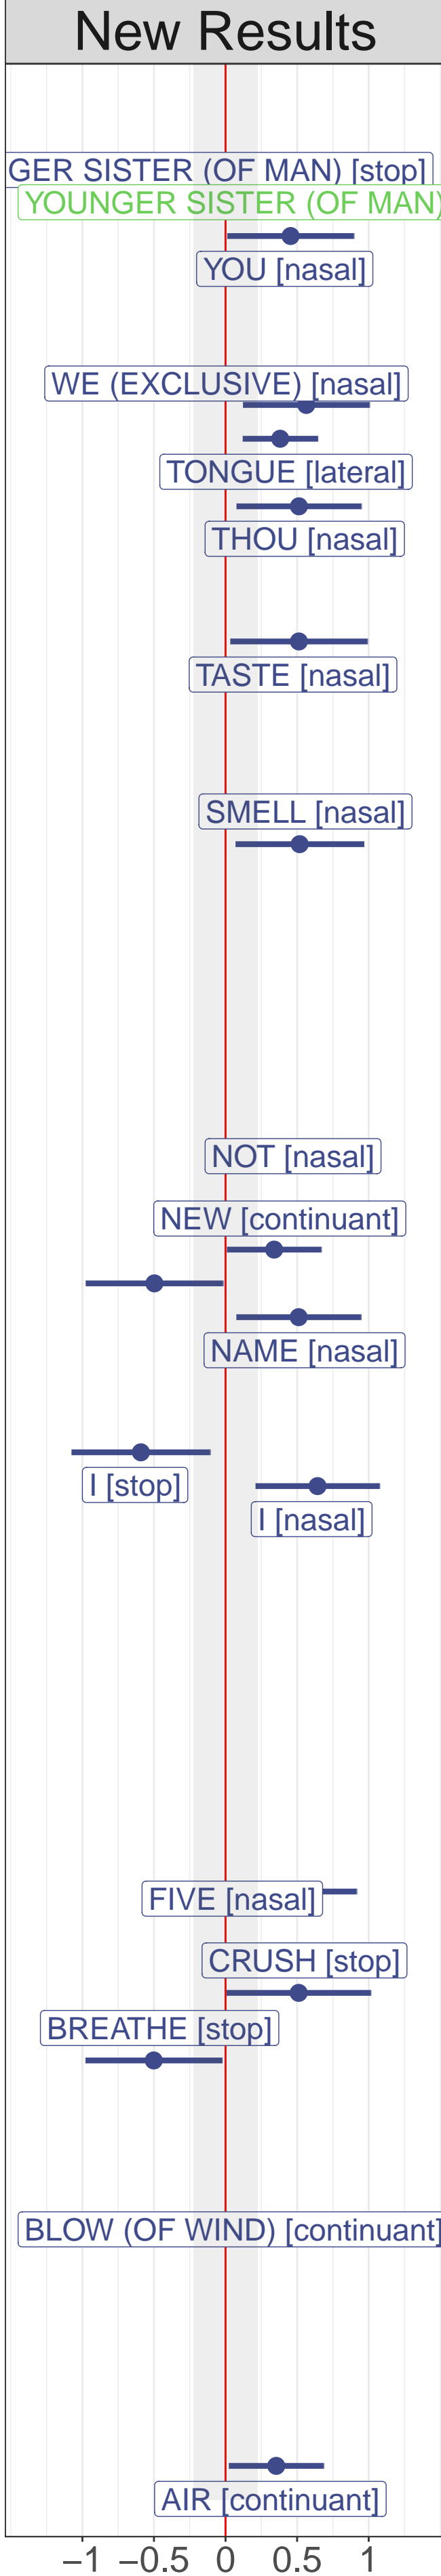 New Results
GER SISTER (OF MAN) [stop]
YOUNGER SISTER (OF MAN)
YOU [nasal]
WE (EXCLUSIVE) [nasal]
TONGUE [lateral]
THOU [nasal]
TASTE [nasal]
SMELL [nasal]
NOT [nasal]
NEW [continuant]
NAME [nasal]
I [stop]
I [nasal]
FIVE [nasal]
CRUSH [stop]
BREATHE [stop]
BLOW (OF WIND) [continuant]
AIR [continuant]
−1 −0.5 0 0.5 1